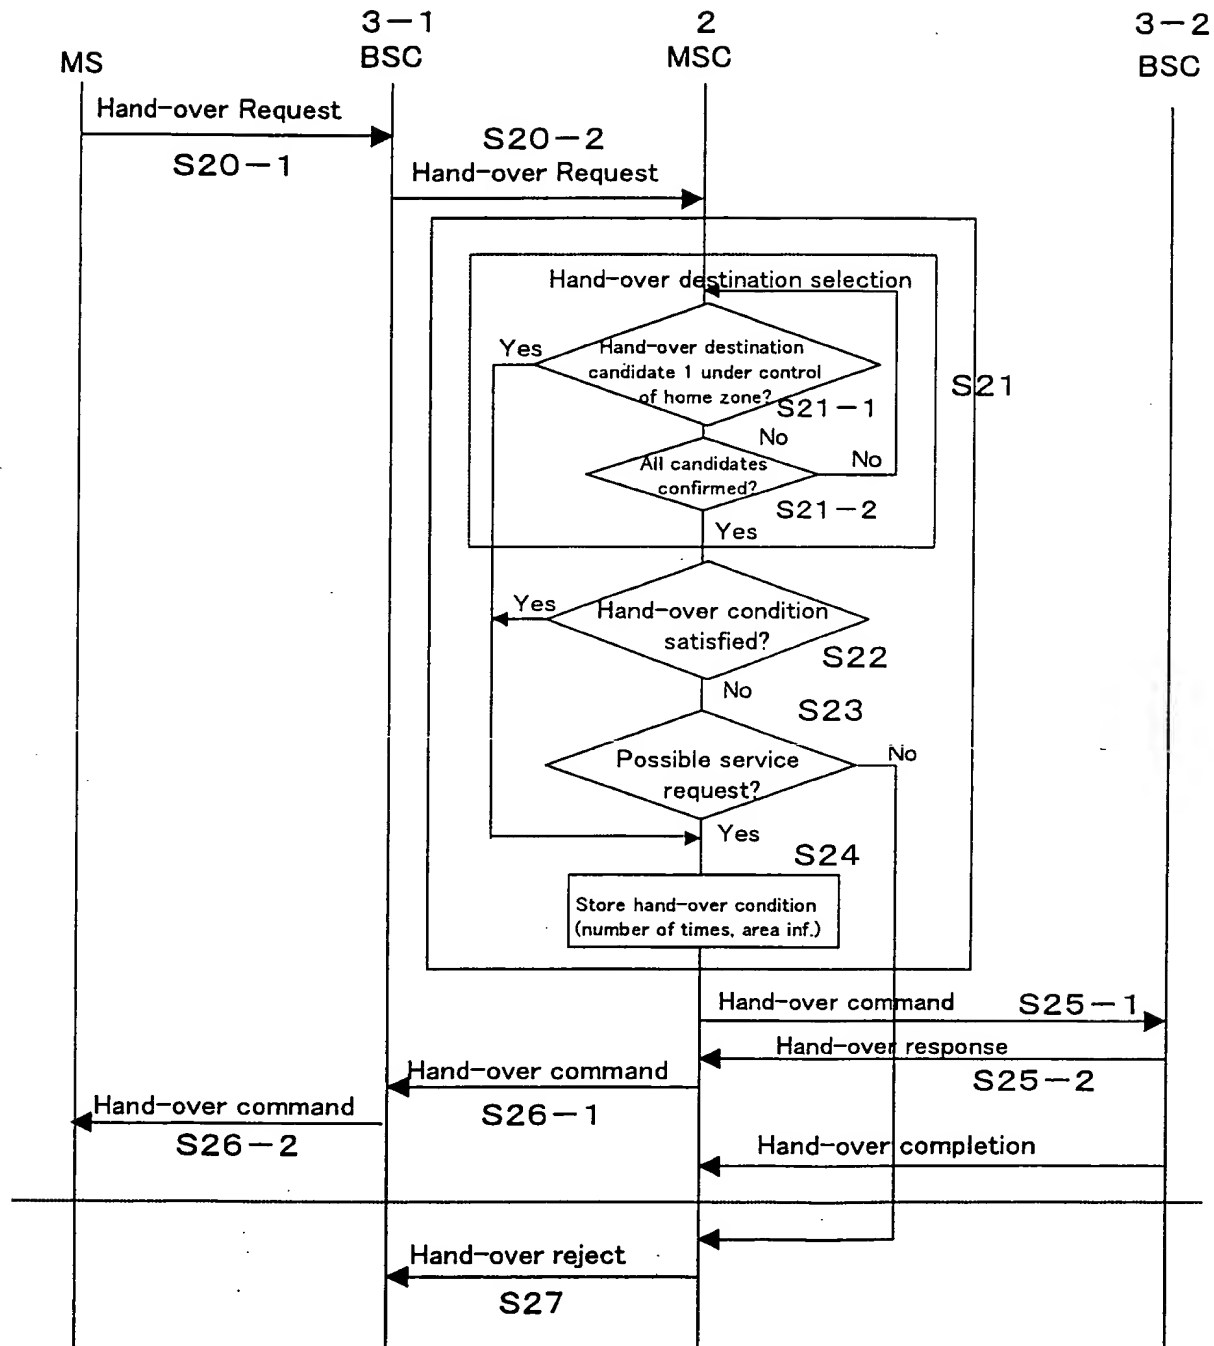 3-1
2
3-2
MS
BSC
MSC
BSC
Hand-over Request
S20-1
S20-2
Hand-over Request
Hand-over destination selection
Yes
Hand-over destination
candidate 1 under control
of home zone?
S21
S21-1
No
All candidates
confirmed?
No
S21-2
Yes
Yes
Hand-over condition
satisfied?
S22
No
S23
Possible service
request?
No
Yes
S24
Store hand-over condition
(number of times, area inf.)
Hand-over command
S25-1
Hand-over response
S25-2
Hand-over command
S26-1
Hand-over command
S26-2
Hand-over completion
Hand-over reject
S27